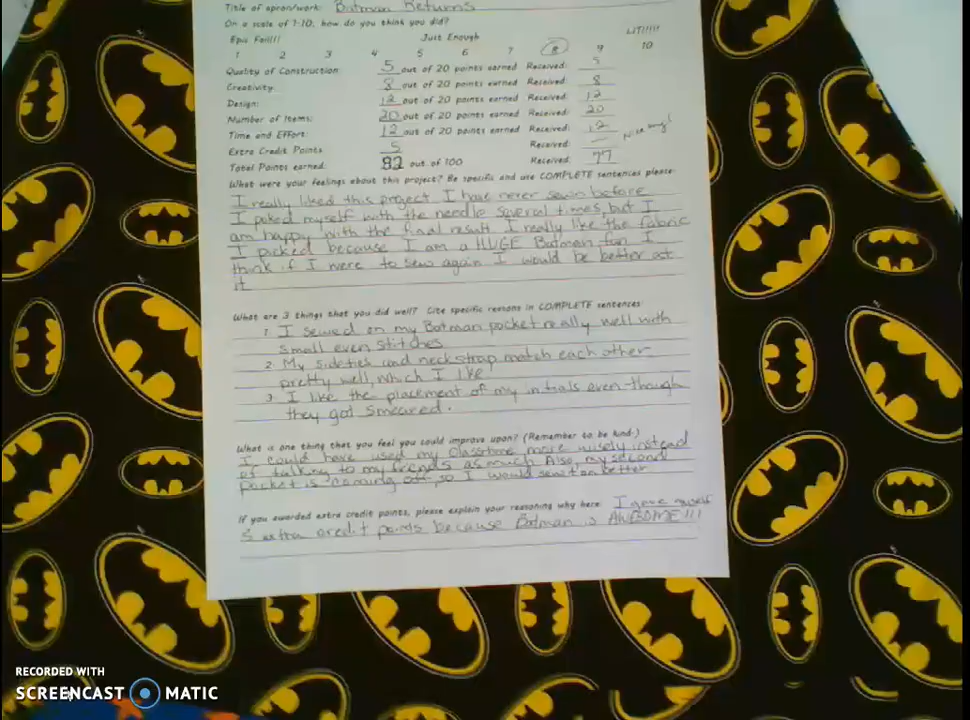 Title of apron/work: Batman Returns
On a scale of 1-10, how do you think you did?
Epic Fail!!! Just Enough LIT!!!!!
1 2 3 4 5 6 7 8 9 10
Quality of Construction: 5 out of 20 points earned Received: 5
Creativity: 8 out of 20 points earned Received: 8
Design: 12 out of 20 points earned Received: 12
Number of Items: 20 out of 20 points earned Received: 20
Time and Effort: 12 out of 20 points earned Received: 12
Extra Credit Points 5 Received: — Nice try!
Total Points earned: 82 out of 100 Received: 77
What were your feelings about this project? Be specific and use COMPLETE sentences please:
I really liked this project I have never sewn before
I poked myself with the needle several times, but I
am happy with the final result I really like the fabric
I picked because I am a HUGE Batman fan I
think if I were to sew again I would be better at
it
What are 3 things that you did well? Cite specific reasons in COMPLETE sentences:
1. I sewed on my Batman pocket really well with
small even stitches
2. My sideties and neckstrap match each other
pretty well, which I like
3. I like the placment of my initials even though
they got smeared.
What is one thing that you feel you could improve upon? (Remember to be kind.)
I could have used my classtime more wisely instead
of talking to my friends as much Also, my second
pocket is coming off, so I would sew it on better
If you awarded extra credit points, please explain your reasoning why here: I gave myself
5 extra credit points because Batman is AWESOME!!!
RECORDED WITH
SCREENCAST MATIC